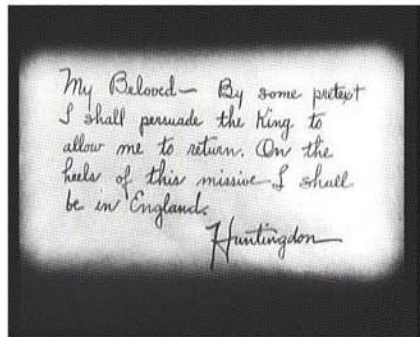 My Beloved— By some pretext
I shall persuade the King to
allow me to return. On the
heels of this missive I shall
be in England.
Huntingdon